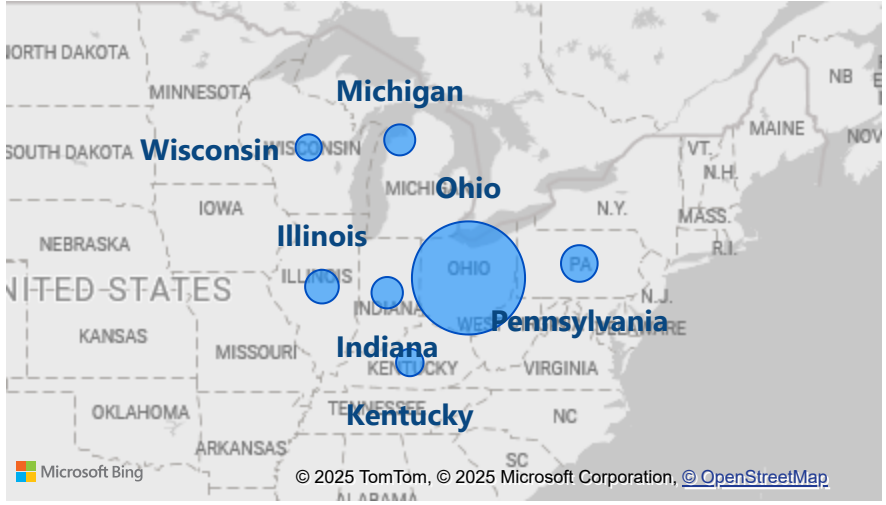 NORTH DAKOTA
MINNESOTA
Michigan
NB
MAINE
SOUTH DAKOTA
Wisconsin
WISCONSIN
VT.
NOV
N.H.
MICHIGAN
Ohio
IOWA
N.Y.
MASS.
NEBRASKA
Illinois
R.I.
ILLINOIS
OHIO
PA
UNITED STATES
INDIANA
N.J.
Pennsylvania
DELAWARE
KANSAS
MISSOURI
Indiana
KENTUCKY
VIRGINIA
OKLAHOMA
TENNESSEE
Kentucky
NC
ARKANSAS
SC
Microsoft Bing
© 2025 TomTom, © 2025 Microsoft Corporation, © OpenStreetMap
ALABAMA